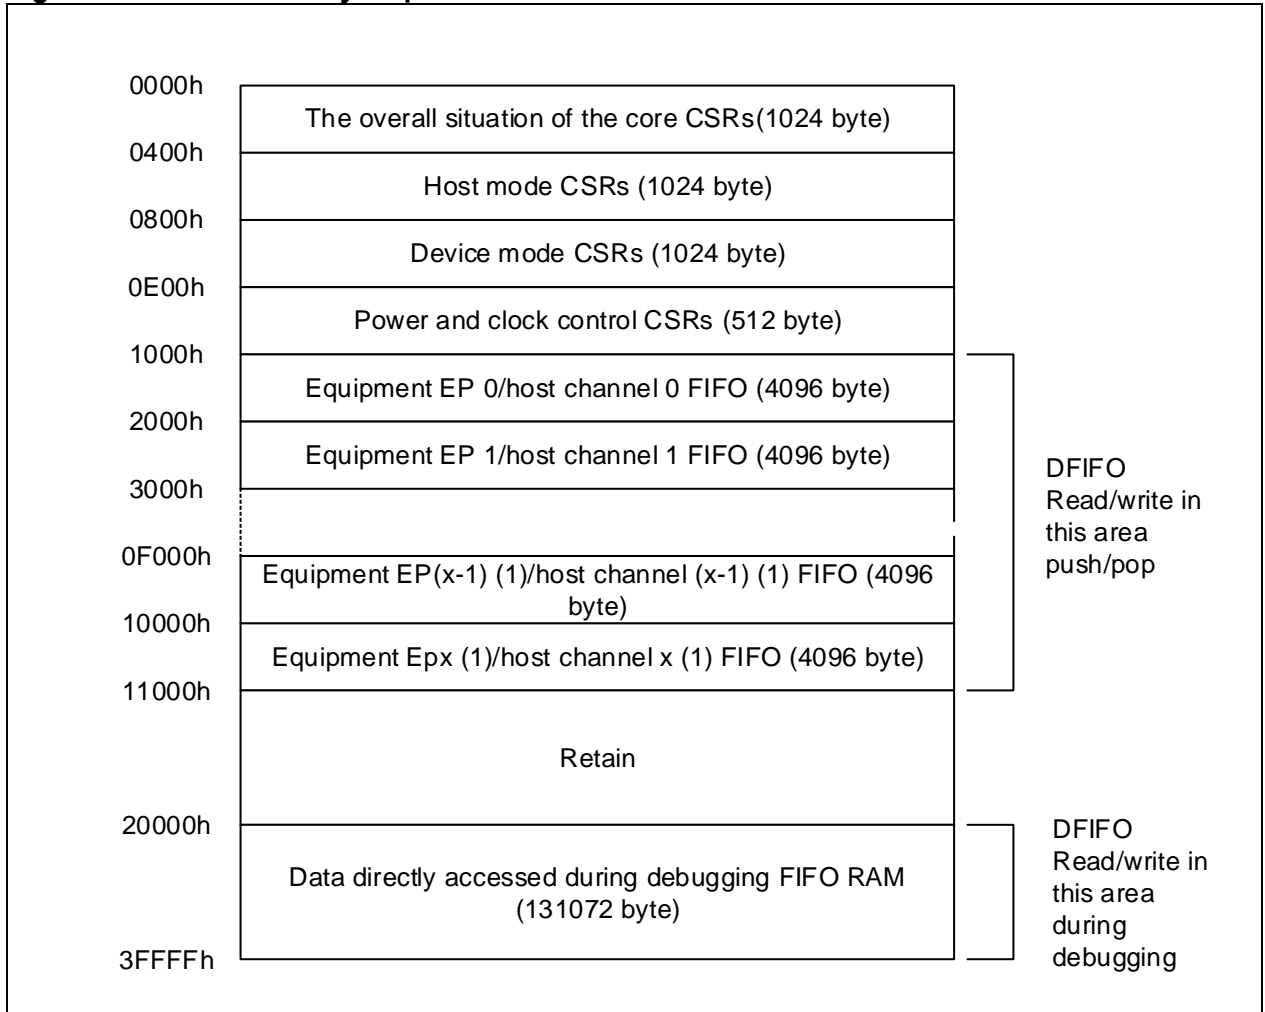 0000h
The overall situation of the core CSRs(1024 byte)
0400h
Host mode CSRs (1024 byte)
0800h
Device mode CSRs (1024 byte)
0E00h
Power and clock control CSRs (512 byte)
1000h
Equipment EP 0/host channel 0 FIFO (4096 byte)
2000h
Equipment EP 1/host channel 1 FIFO (4096 byte)
3000h
DFIFO
Read/write in
this area
push/pop
0F000h
Equipment EP(x-1) (1)/host channel (x-1) (1) FIFO (4096
byte)
10000h
Equipment Epx (1)/host channel x (1) FIFO (4096 byte)
11000h
Retain
20000h
Data directly accessed during debugging FIFO RAM
(131072 byte)
DFIFO
Read/write in
this area
during
debugging
3FFFFh